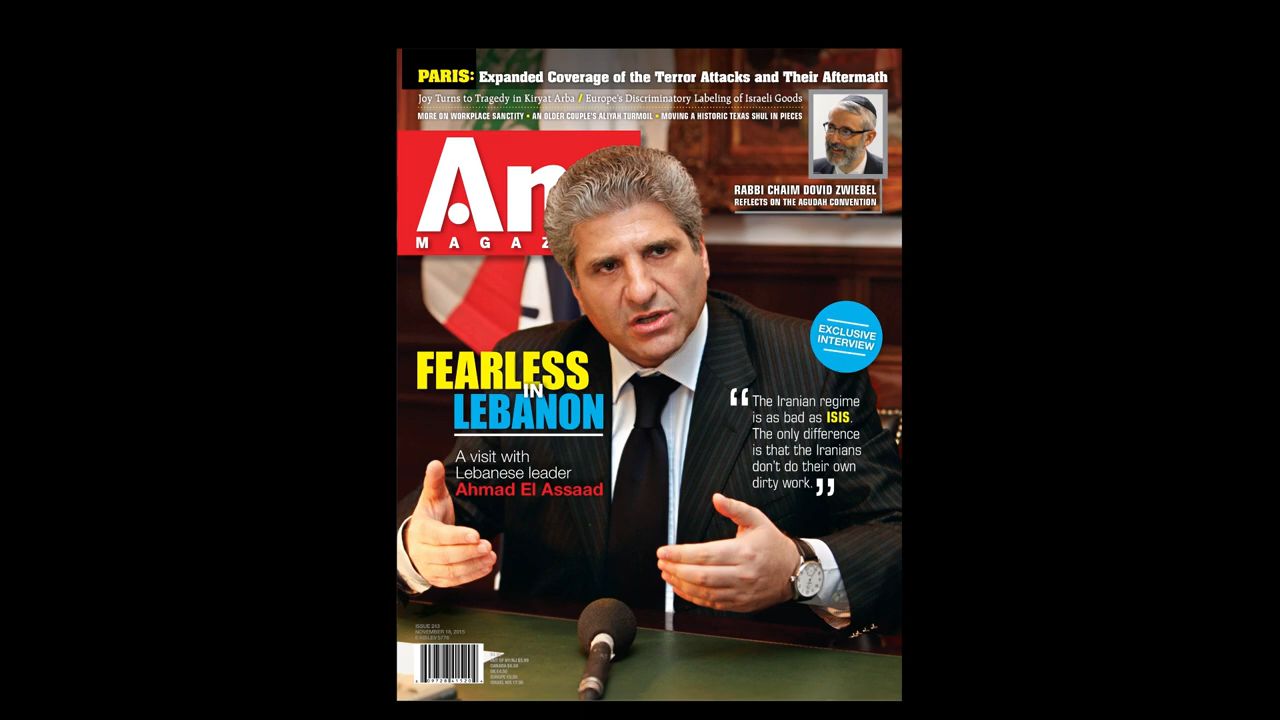 PARIS: Expanded Coverage of the Terror Attacks and Their Aftermath
Joy Turns to Tragedy in Kiryat Arba / Europe's Discriminatory Labeling of Israeli Goods
MORE ON WORKPLACE SANCTITY • AN OLDER COUPLE'S ALIYAH TURMOIL • MOVING A HISTORIC TEXAS SHUL IN PIECES
RABBI CHAIM DOVID ZWIEBEL
REFLECTS ON THE AGUDAH CONVENTION
Am
MAGAZ
EXCLUSIVE
INTERVIEW
FEARLESS
IN
LEBANON
A visit with
Lebanese leader
Ahmad El Assaad
“The Iranian regime
is as bad as ISIS.
The only difference
is that the Iranians
don't do their own
dirty work.”
ISSUE 243
NOVEMBER 18, 2015
6 KISLEV 5776